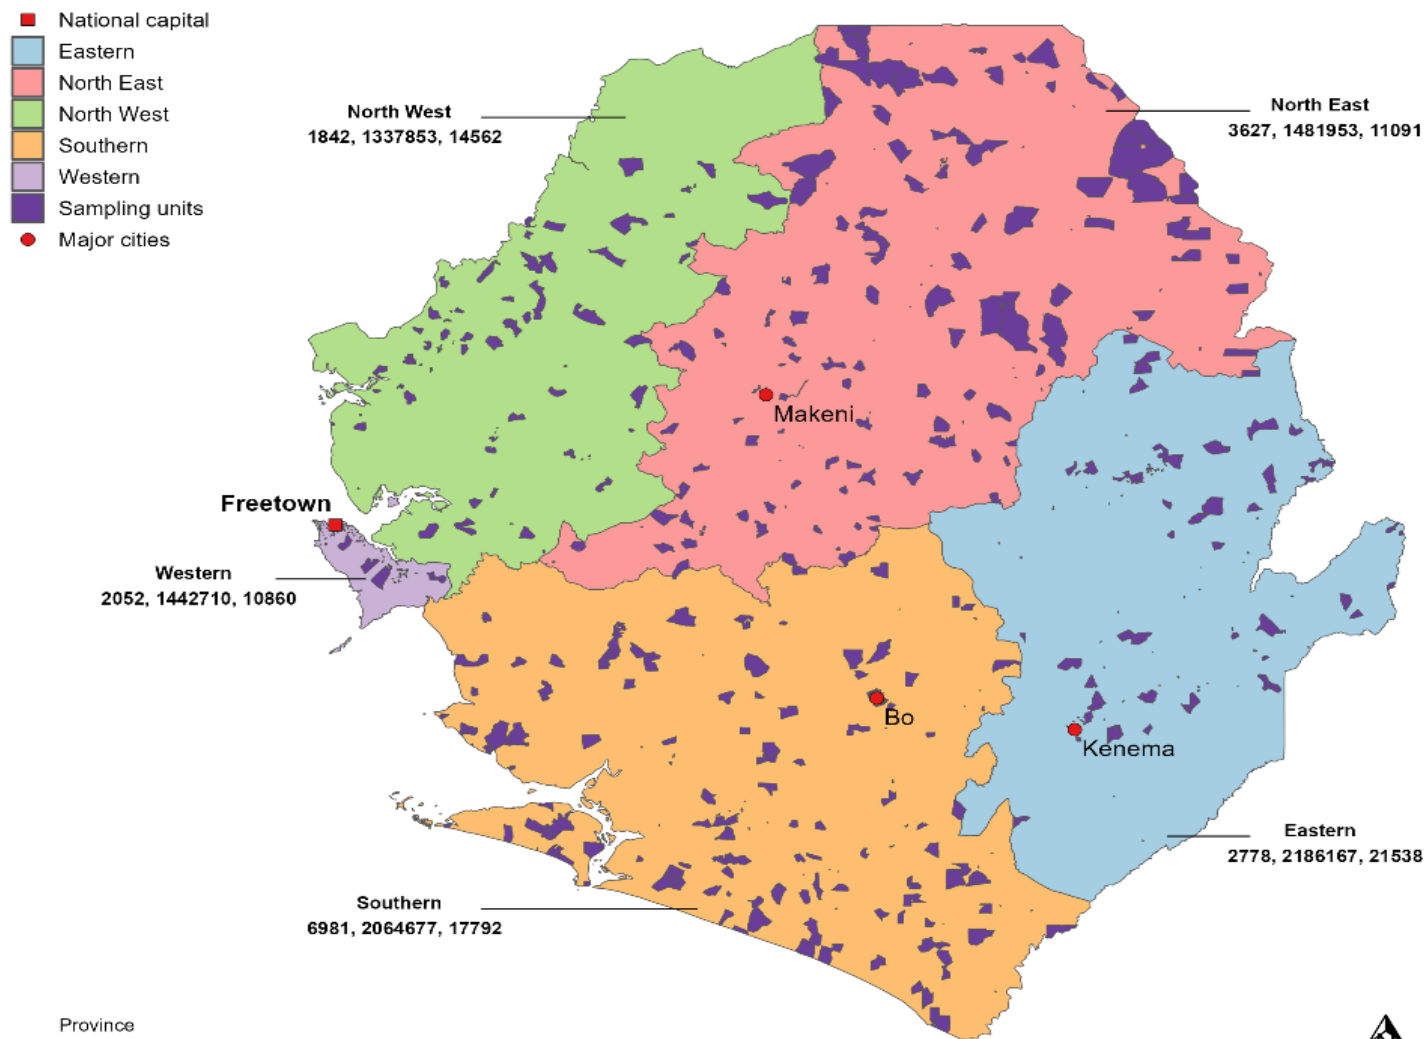 National capital
Eastern
North East
North West
Southern
Western
Sampling units
Major cities
North West
1842, 1337853, 14562
North East
3627, 1481953, 11091
Makeni
Freetown
Western
2052, 1442710, 10860
Bo
Kenema
Eastern
2778, 2186167, 21538
Southern
6981, 2064677, 17792
Province